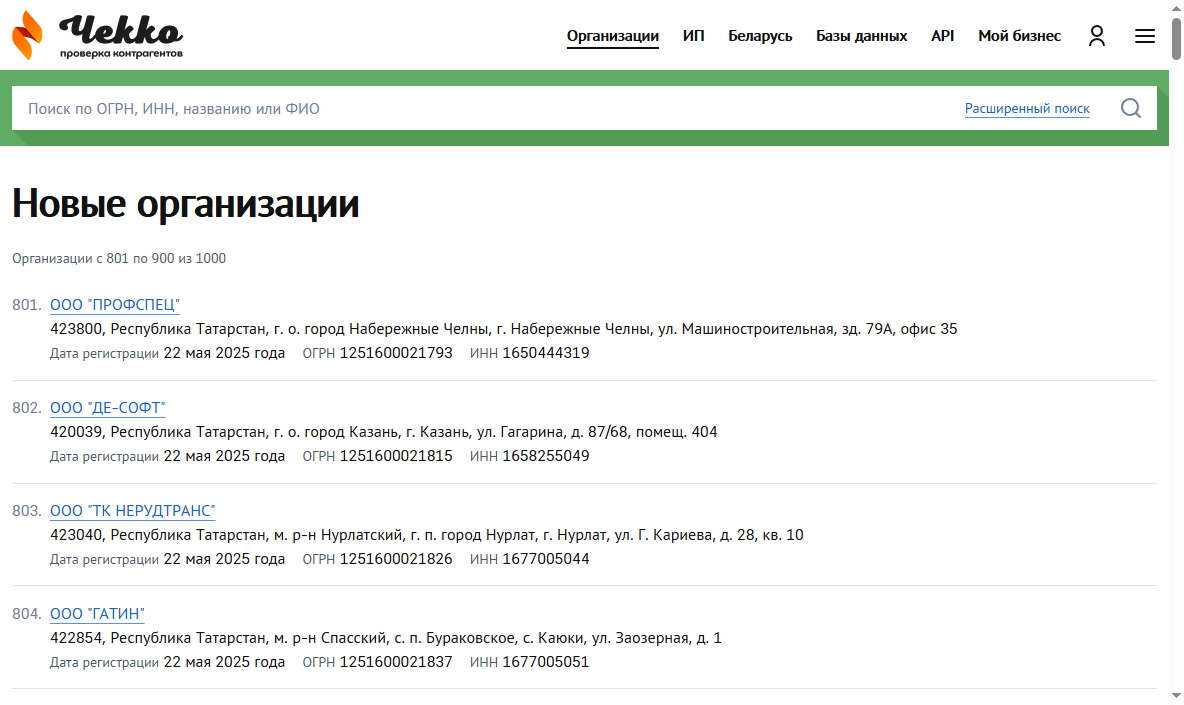 Чекко
проверка контрагентов
Организации ИП Беларусь Базы данных API Мой бизнес
Поиск по ОГРН, ИНН, названию или ФИО Расширенный поиск
Новые организации
Организации с 801 по 900 из 1000
801. ООО "ПРОФСПЕЦ"
423800, Республика Татарстан, г. о. город Набережные Челны, г. Набережные Челны, ул. Машиностроительная, зд. 79А, офис 35
Дата регистрации 22 мая 2025 года ОГРН 1251600021793 ИНН 1650444319
802. ООО "ДЕ-СОФТ"
420039, Республика Татарстан, г. о. город Казань, г. Казань, ул. Гагарина, д. 87/68, помещ. 404
Дата регистрации 22 мая 2025 года ОГРН 1251600021815 ИНН 1658255049
803. ООО "ТК НЕРУДТРАНС"
423040, Республика Татарстан, м. р-н Нурлатский, г. п. город Нурлат, г. Нурлат, ул. Г. Кариева, д. 28, кв. 10
Дата регистрации 22 мая 2025 года ОГРН 1251600021826 ИНН 1677005044
804. ООО "ГАТИН"
422854, Республика Татарстан, м. р-н Спасский, с. п. Бураковское, с. Каюки, ул. Заозерная, д. 1
Дата регистрации 22 мая 2025 года ОГРН 1251600021837 ИНН 1677005051